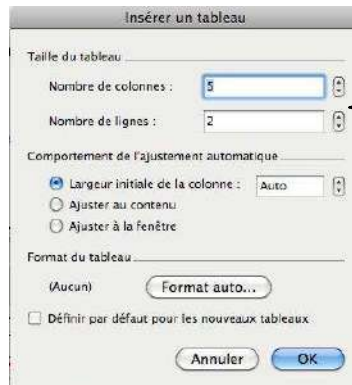 Insérer un tableau
Taille du tableau
Nombre de colonnes : 5
Nombre de lignes : 2
Comportement de l'ajustement automatique
Largeur initiale de la colonne : Auto
Ajuster au contenu
Ajuster à la fenêtre
Format du tableau
(Aucun) Format auto...
Définir par défaut pour les nouveaux tableaux
Annuler OK